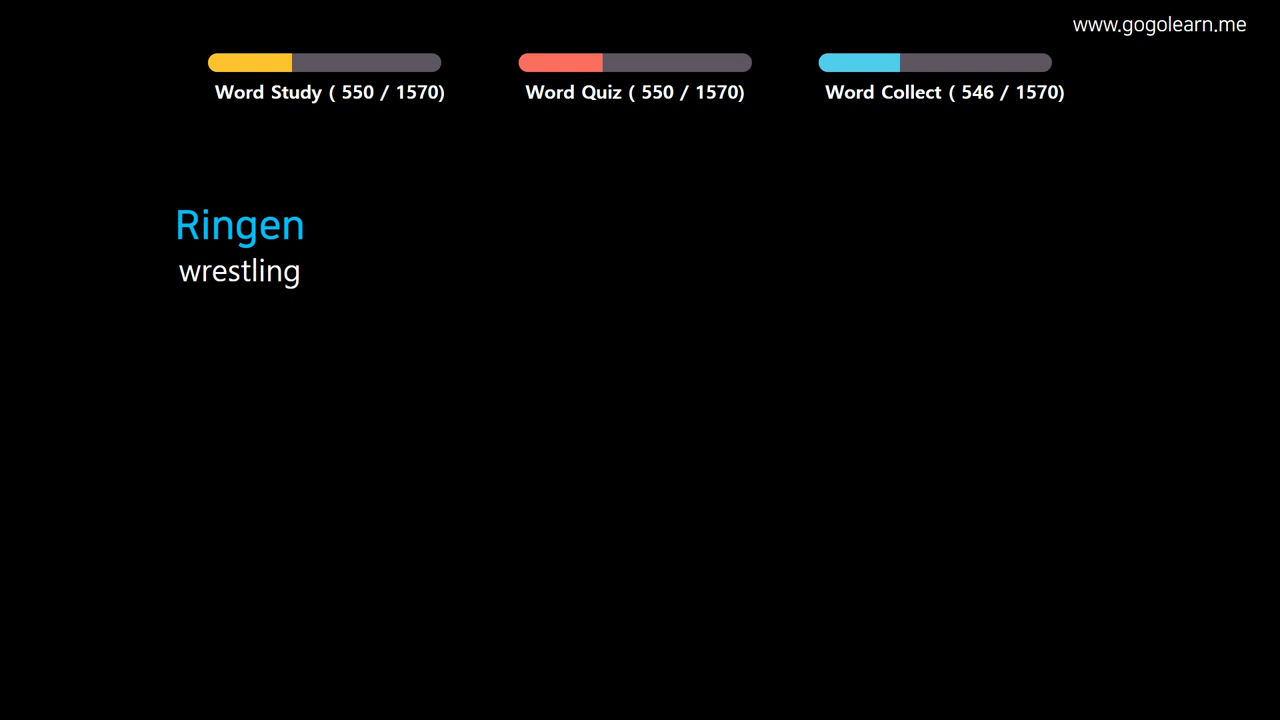 www.gogolearn.me
Word Study ( 550 / 1570)
Word Quiz ( 550 / 1570)
Word Collect ( 546 / 1570)
Ringen
wrestling